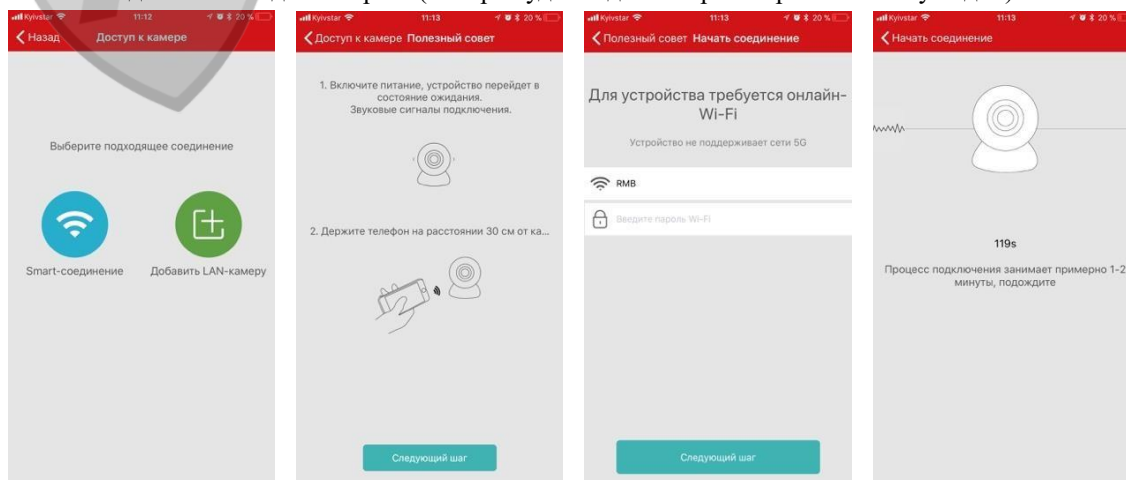 Kyivstar 11:12 20 %
Назад Доступ к камере
Выберите подходящее соединение
Smart-соединение Добавить LAN-камеру
Kyivstar 11:13 20 %
Доступ к камере Полезный совет
1. Включите питание, устройство перейдет в
состояние ожидания.
Звуковые сигналы подключения.
2. Держите телефон на расстоянии 30 см от ка...
Следующий шаг
Kyivstar 11:13 20 %
Полезный совет Начать соединение
Для устройства требуется онлайн-
Wi-Fi
Устройство не поддерживает сети 5G
RMB
Введите пароль Wi-Fi
Следующий шаг
Kyivstar 11:13 20 %
Начать соединение
119s
Процесс подключения занимает примерно 1-2
минуты, подождите